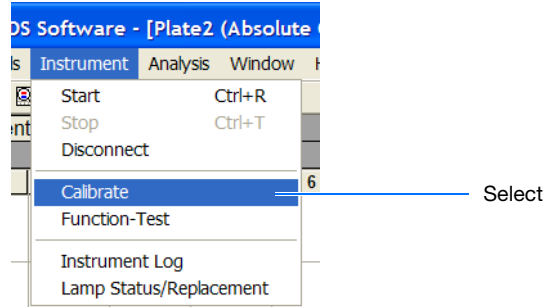 OS Software - [Plate2 (Absolute
ls Instrument Analysis Window
Start Ctrl+R
Stop Ctrl+T
Disconnect
Calibrate 6 Select
Function-Test
Instrument Log
Lamp Status/Replacement